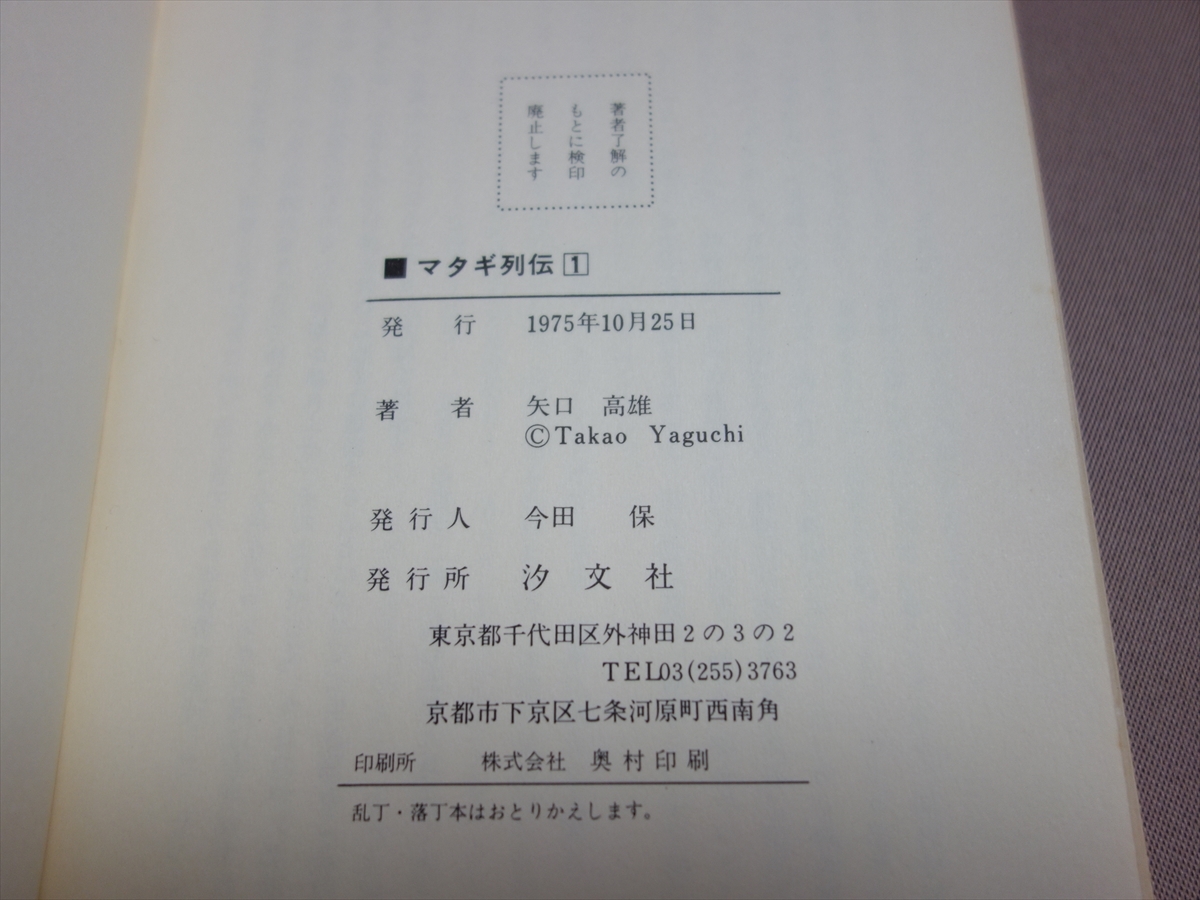 著者了解の
もとに検印
廃止します
■マタギ列伝1
発行 1975年10月25日
著者 矢口 高雄
©Takao Yaguchi
発行人 今田 保
発行所 汐文社
東京都千代田区外神田2の3の2
TEL03(255)3763
京都市下京区七条河原町西南角
印刷所 株式会社 奥村印刷
乱丁・落丁本はおとりかえします。